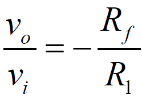 v_o / v_i = − R_f / R_1